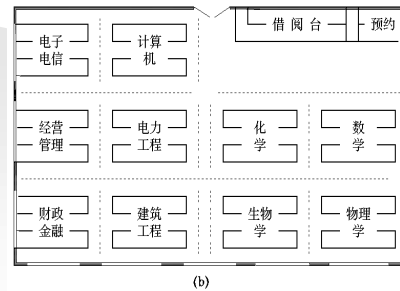 电子
电信
计算
机
借 阅 台
预约
经营
管理
电力
工程
化
学
数
学
财政
金融
建筑
工程
生物
学
物理
学
(b)